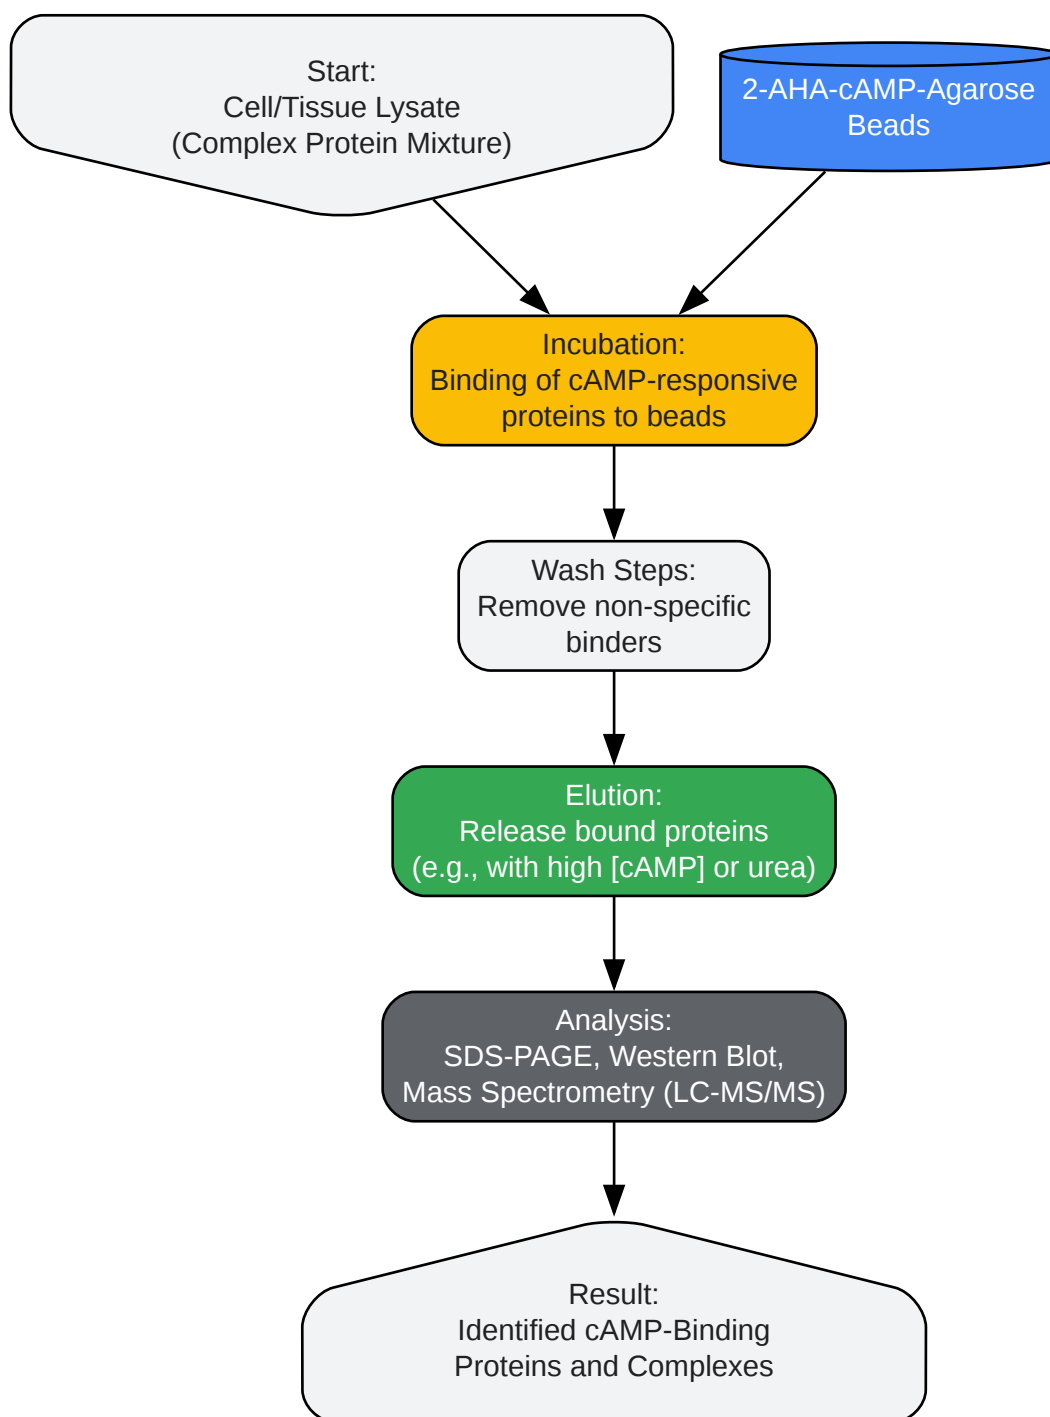 Start:
Cell/Tissue Lysate
(Complex Protein Mixture)
2-AHA-cAMP-Agarose
Beads
Incubation:
Binding of cAMP-responsive
proteins to beads
Wash Steps:
Remove non-specific
binders
Elution:
Release bound proteins
(e.g., with high [cAMP] or urea)
Analysis:
SDS-PAGE, Western Blot,
Mass Spectrometry (LC-MS/MS)
Result:
Identified cAMP-Binding
Proteins and Complexes